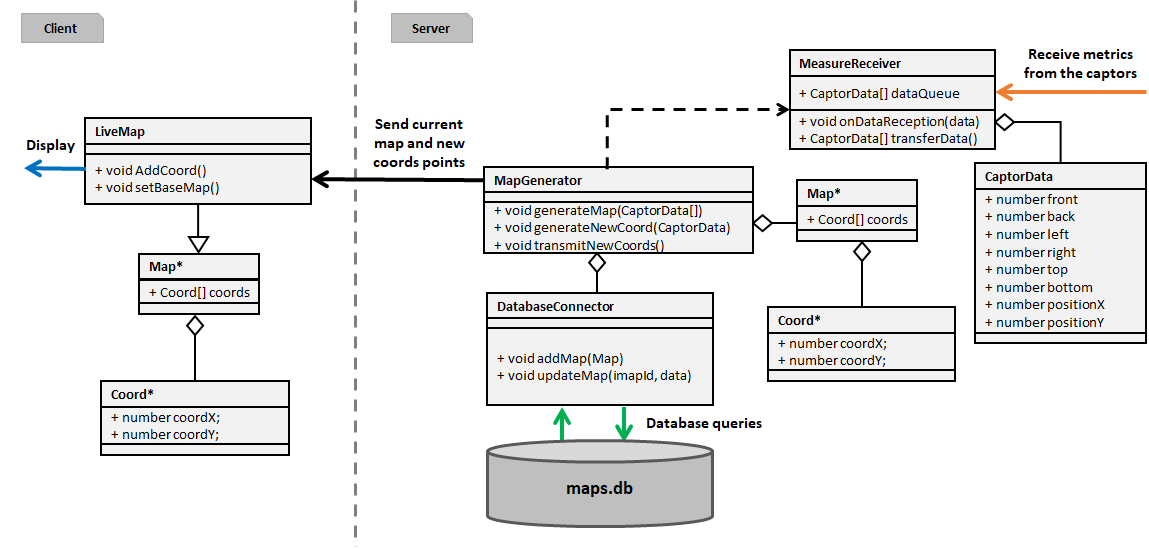 Client
Server
Display
LiveMap
+ void AddCoord()
+ void setBaseMap()
Map*
+ Coord[] coords
Coord*
+ number coordX;
+ number coordY;
Send current
map and new
coords points
MeasureReceiver
+ CaptorData[] dataQueue
+ void onDataReception(data)
+ CaptorData[] transferData()
Receive metrics
from the captors
MapGenerator
+ void generateMap(CaptorData[])
+ void generateNewCoord(CaptorData)
+ void transmitNewCoords()
Map*
+ Coord[] coords
CaptorData
+ number front
+ number back
+ number left
+ number right
+ number top
+ number bottom
+ number positionX
+ number positionY
DatabaseConnector
+ void addMap(Map)
+ void updateMap(imapId, data)
Coord*
+ number coordX;
+ number coordY;
Database queries
maps.db